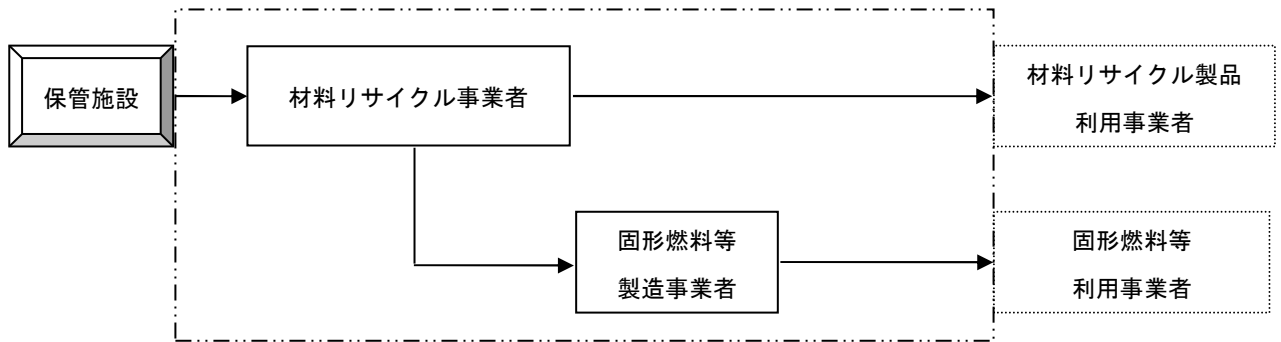 保管施設
材料リサイクル事業者
材料リサイクル製品
利用事業者
固形燃料等
製造事業者
固形燃料等
利用事業者